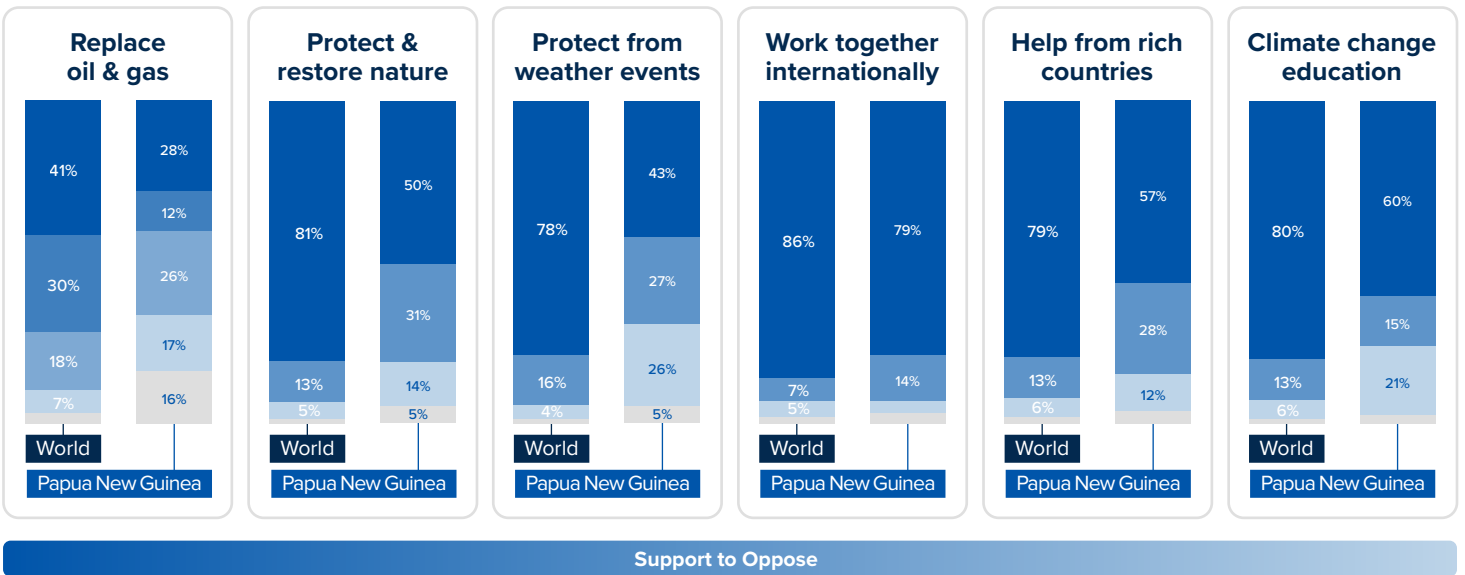 Replace
oil & gas
41%
30%
18%
7%
28%
12%
26%
17%
16%
World
Papua New Guinea
Protect &
restore nature
81%
13%
5%
50%
31%
14%
5%
World
Papua New Guinea
Protect from
weather events
78%
16%
4%
43%
27%
26%
5%
World
Papua New Guinea
Work together
internationally
86%
7%
5%
79%
14%
World
Papua New Guinea
Help from rich
countries
79%
13%
6%
57%
28%
12%
World
Papua New Guinea
Climate change
education
80%
13%
6%
60%
15%
21%
World
Papua New Guinea
Support to Oppose